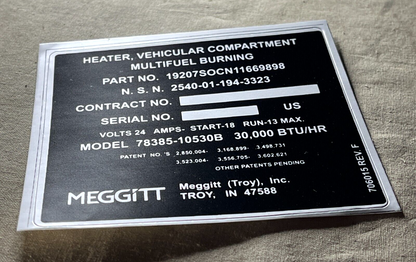 HEATER, VEHICULAR COMPARTMENT
MULTIFUEL BURNING
PART NO. 19207SOCN11669898
N. S. N. 2540-01-194-3323
CONTRACT NO.
SERIAL NO. US
VOLTS 24 AMPS- START-18 RUN-13 MAX.
MODEL 78385-10530B 30,000 BTU/HR
PATENT NO.'S 2,850,004- 3,168,899- 3,498,731
3,523,004- 3,556,705- 3,602,621
OTHER PATENTS PENDING
MEGGITT
Meggitt (Troy), Inc.
TROY, IN 47588
706015 REV. F